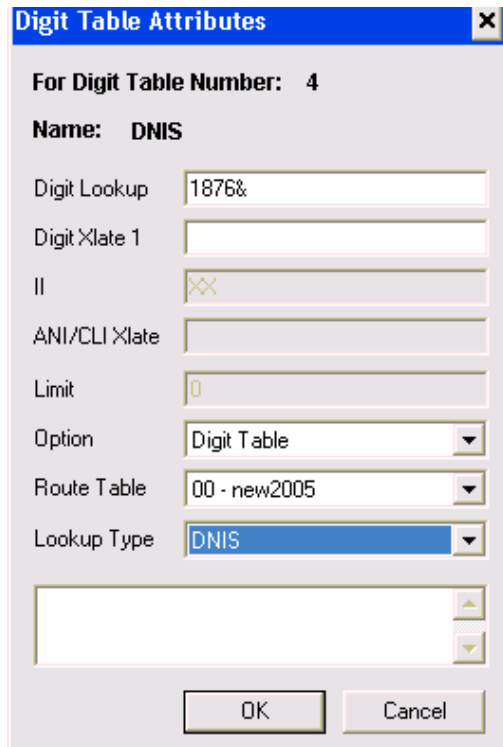 Digit Table Attributes
For Digit Table Number: 4
Name: DNIS
Digit Lookup 1876&
Digit Xlate 1
II XX
ANI/CLI Xlate
Limit 0
Option Digit Table
Route Table 00 - new2005
Lookup Type DNIS
OK Cancel